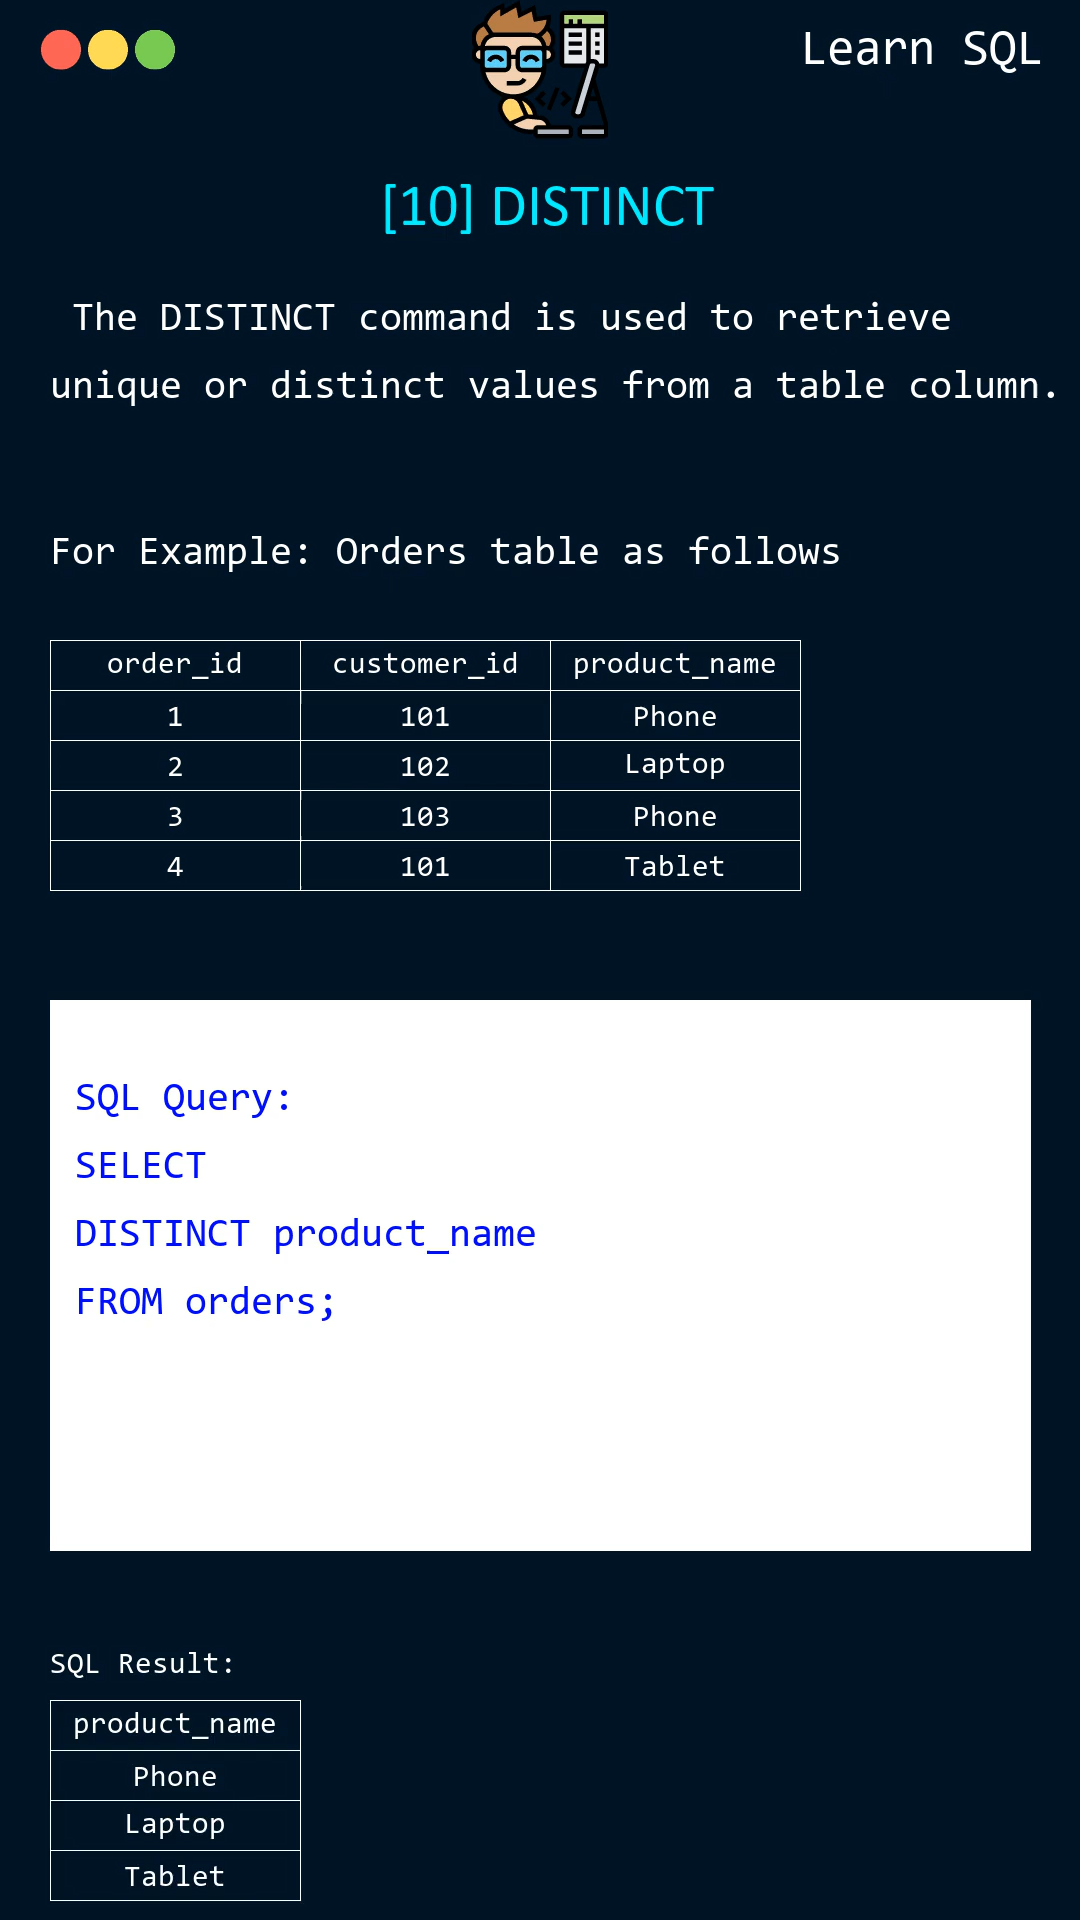 Learn SQL
</>
[10] DISTINCT
The DISTINCT command is used to retrieve
unique or distinct values from a table column.
For Example: Orders table as follows
order_id customer_id product_name
1 101 Phone
2 102 Laptop
3 103 Phone
4 101 Tablet
SQL Query:
SELECT
DISTINCT product_name
FROM orders;
SQL Result:
product_name
Phone
Laptop
Tablet